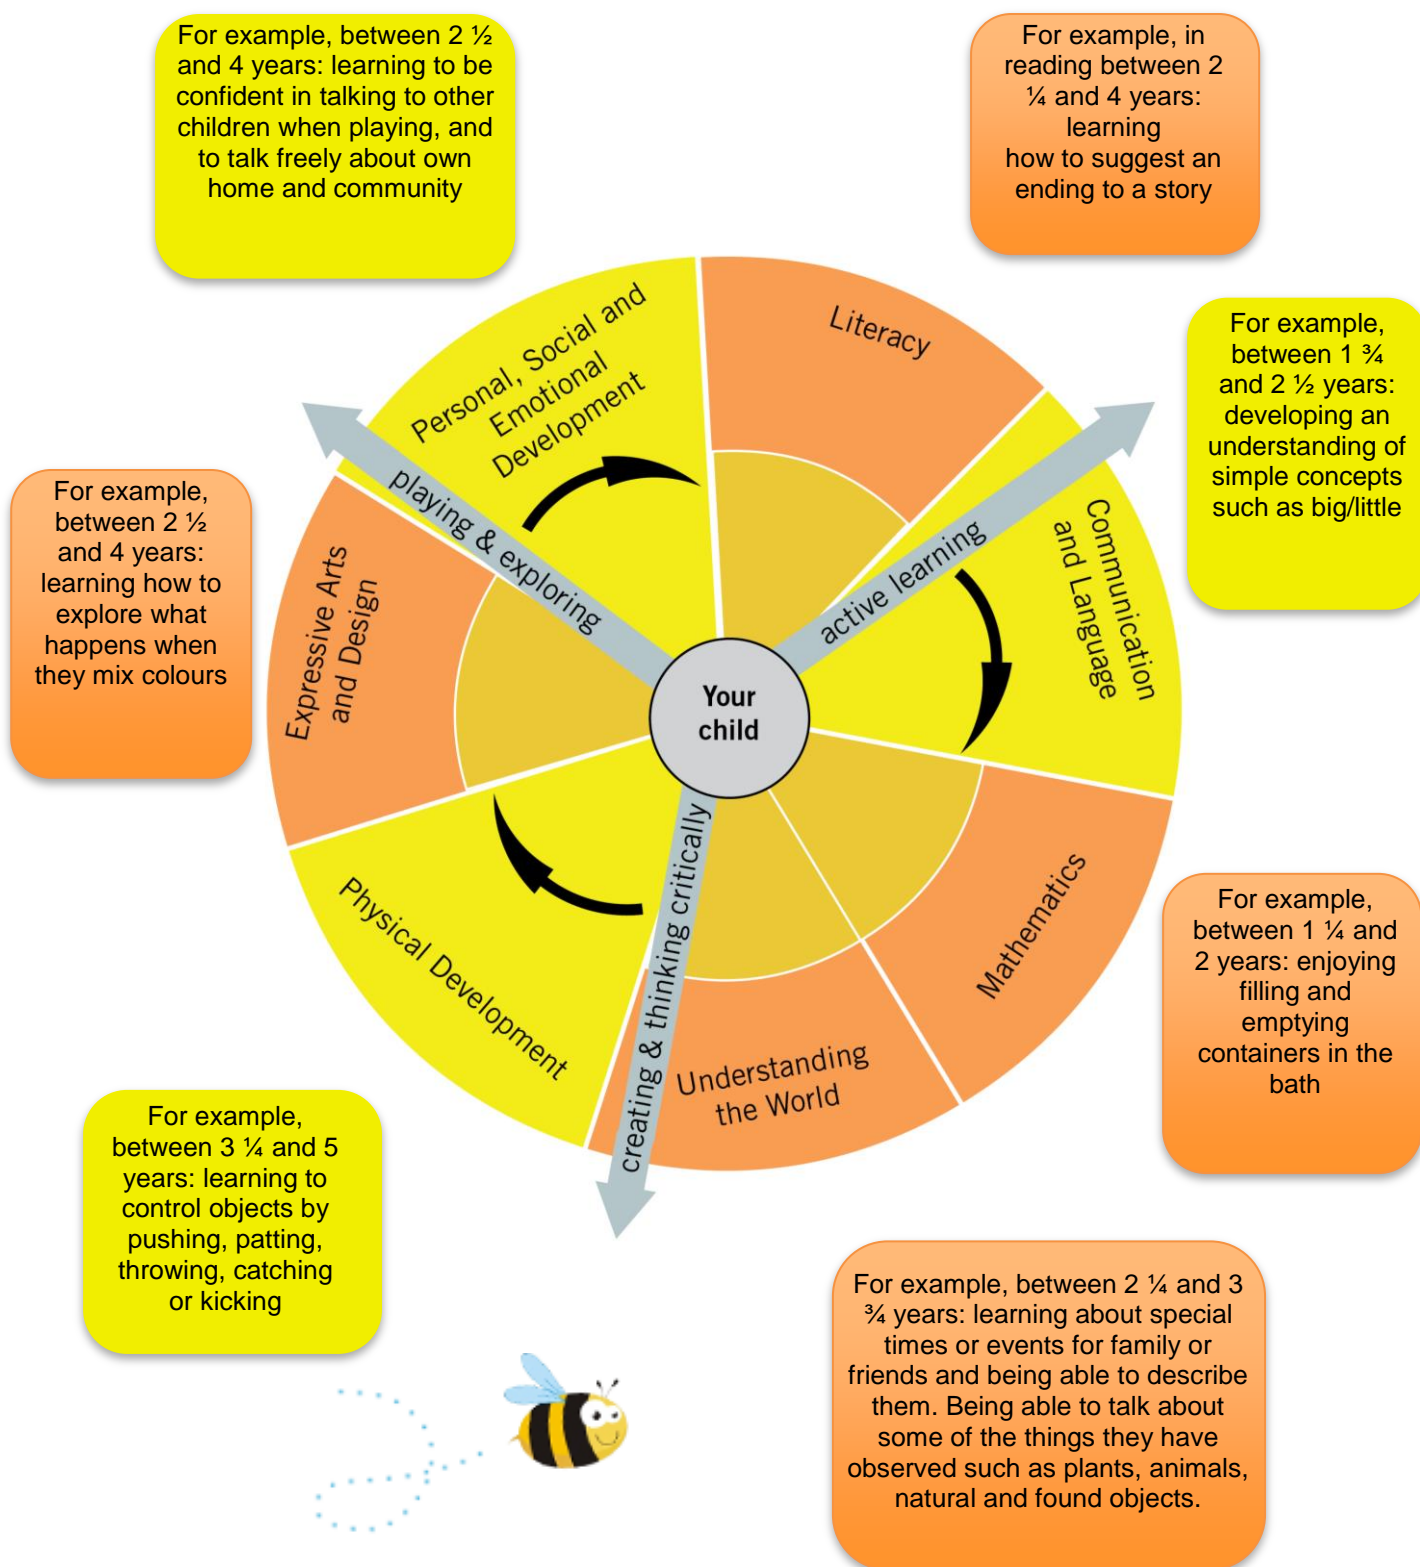 For example, between 2 ½
and 4 years: learning to be
confident in talking to other
children when playing, and
to talk freely about own
home and community
For example, in
reading between 2
¼ and 4 years:
learning
how to suggest an
ending to a story
For example,
between 1 ¾
and 2 ½ years:
developing an
understanding of
simple concepts
such as big/little
For example,
between 2 ½
and 4 years:
learning how to
explore what
happens when
they mix colours
Personal, Social and
Emotional
Development
Literacy
Communication
and Language
playing & exploring
active learning
Expressive Arts
and Design
Your
child
Physical Development
creating & thinking critically
Understanding
the World
Mathematics
For example,
between 1 ¼ and
2 years: enjoying
filling and
emptying
containers in the
bath
For example,
between 3 ¼ and 5
years: learning to
control objects by
pushing, patting,
throwing, catching
or kicking
For example, between 2 ¼ and 3
¾ years: learning about special
times or events for family or
friends and being able to describe
them. Being able to talk about
some of the things they have
observed such as plants, animals,
natural and found objects.